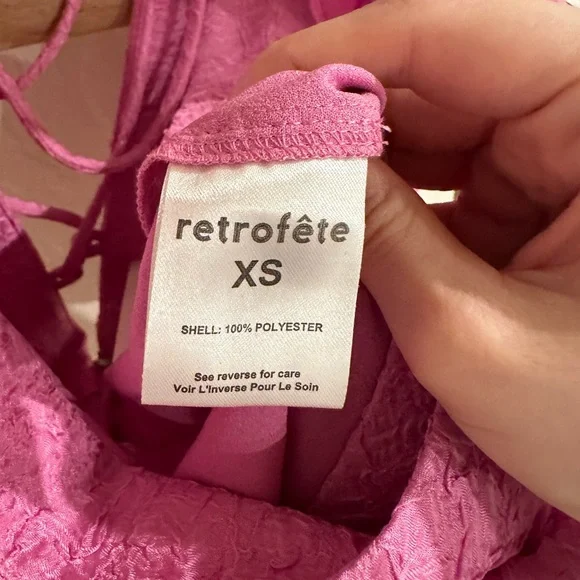 retrofête
XS
SHELL: 100% POLYESTER
See reverse for care
Voir L'Inverse Pour Le Soin